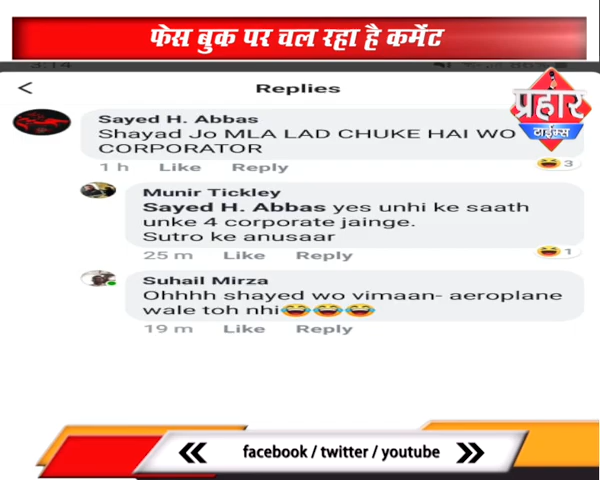 फेस बुक पर चल रहा है कमेंट
3:14
Replies
प्रहार
टाईम्स
Sayed H. Abbas
Shayad Jo MLA LAD CHUKE HAI WO
CORPORATOR
1 h Like Reply
3
Munir Tickley
Sayed H. Abbas yes unhi ke saath
unke 4 corporate jainge.
Sutro ke anusaar
25 m Like Reply
1
Suhail Mirza
Ohhhh shayed wo vimaan- aeroplane
wale toh nhi😂😂😂
19 m Like Reply
facebook / twitter / youtube